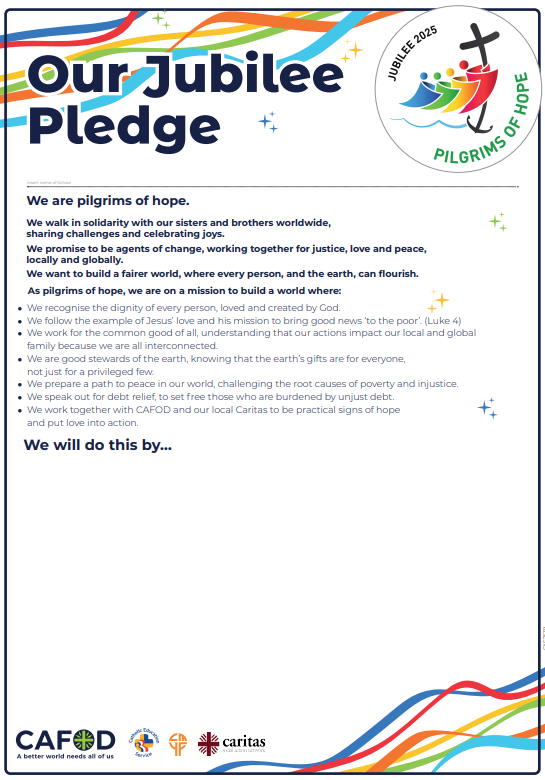 Our Jubilee
Pledge
JUBILEE 2025
PILGRIMS OF HOPE
Insert name of School
We are pilgrims of hope.
We walk in solidarity with our sisters and brothers worldwide,
sharing challenges and celebrating joys.
We promise to be agents of change, working together for justice, love and peace,
locally and globally.
We want to build a fairer world, where every person, and the earth, can flourish.
As pilgrims of hope, we are on a mission to build a world where:
• We recognise the dignity of every person, loved and created by God.
• We follow the example of Jesus’ love and his mission to bring good news ‘to the poor’. (Luke 4)
• We work for the common good of all, understanding that our actions impact our local and global
family because we are all interconnected.
• We are good stewards of the earth, knowing that the earth’s gifts are for everyone,
not just for a privileged few.
• We prepare a path to peace in our world, challenging the root causes of poverty and injustice.
• We speak out for debt relief, to set free those who are burdened by unjust debt.
• We work together with CAFOD and our local Caritas to be practical signs of hope
and put love into action.
We will do this by...
CAFOD
A better world needs all of us
Catholic Education
Service
caritas